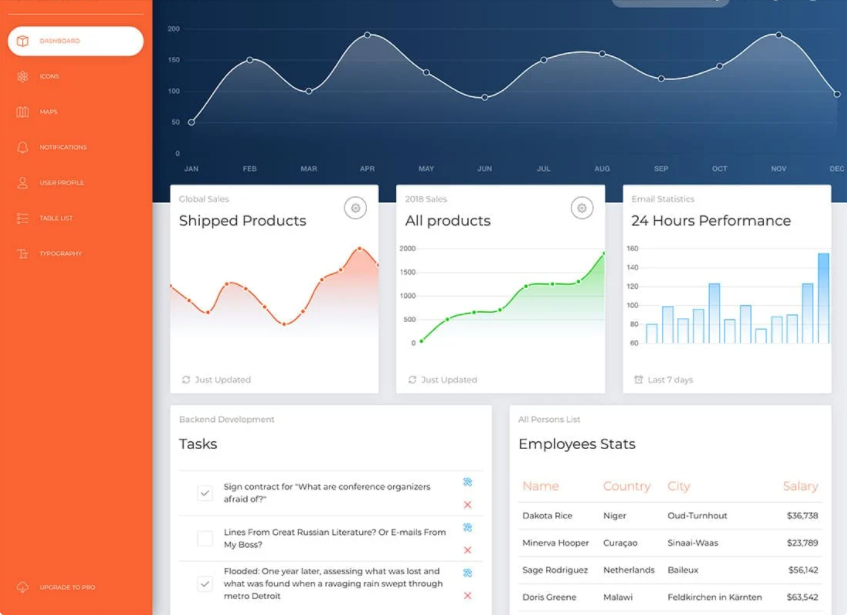 DASHBOARD
ICONS
MAPS
NOTIFICATIONS
USER PROFILE
TABLE LIST
TYPOGRAPHY
UPGRADE TO PRO
200
150
100
50
0
JAN FEB MAR APR MAY JUN JUL AUG SEP OCT NOV DEC
Global Sales
Shipped Products
Just Updated
2018 Sales
All products
2000
1500
1000
500
0
Just Updated
Email Statistics
24 Hours Performance
160
140
120
100
80
60
Last 7 days
Backend Development
Tasks
Sign contract for "What are conference organizers
afraid of?"
Lines From Great Russian Literature? Or E-mails From
My Boss?
Flooded: One year later, assessing what was lost and
what was found when a ravaging rain swept through
metro Detroit
All Persons List
Employees Stats
Name Country City Salary
Dakota Rice Niger Oud-Turnhout $36,738
Minerva Hooper Curaçao Sinaai-Waas $23,789
Sage Rodriguez Netherlands Baileux $56,142
Doris Greene Malawi Feldkirchen in Kärnten $63,542